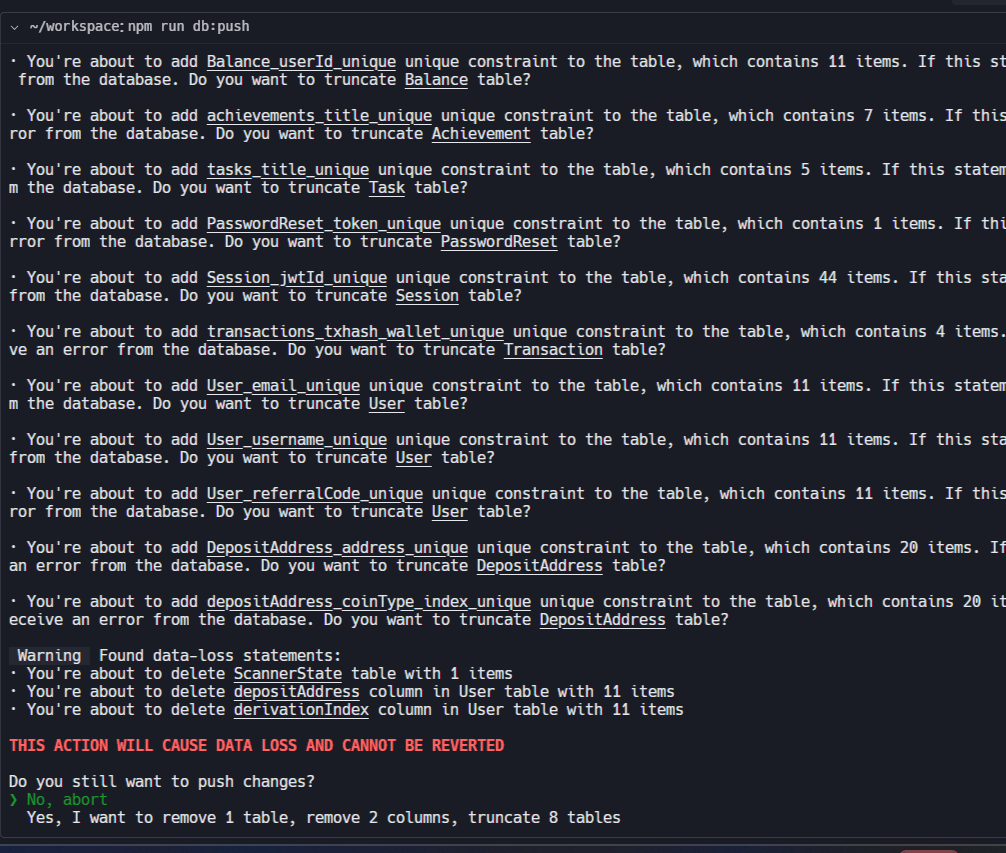 ~/workspace: npm run db:push
· You're about to add Balance_userId_unique unique constraint to the table, which contains 11 items. If this st
from the database. Do you want to truncate Balance table?
· You're about to add achievements_title_unique unique constraint to the table, which contains 7 items. If this
ror from the database. Do you want to truncate Achievement table?
· You're about to add tasks_title_unique unique constraint to the table, which contains 5 items. If this statem
m the database. Do you want to truncate Task table?
· You're about to add PasswordReset_token_unique unique constraint to the table, which contains 1 items. If thi
rror from the database. Do you want to truncate PasswordReset table?
· You're about to add Session_jwtId_unique unique constraint to the table, which contains 44 items. If this sta
from the database. Do you want to truncate Session table?
· You're about to add transactions_txhash_wallet_unique unique constraint to the table, which contains 4 items.
ve an error from the database. Do you want to truncate Transaction table?
· You're about to add User_email_unique unique constraint to the table, which contains 11 items. If this statem
m the database. Do you want to truncate User table?
· You're about to add User_username_unique unique constraint to the table, which contains 11 items. If this sta
from the database. Do you want to truncate User table?
· You're about to add User_referralCode_unique unique constraint to the table, which contains 11 items. If this
ror from the database. Do you want to truncate User table?
· You're about to add DepositAddress_address_unique unique constraint to the table, which contains 20 items. If
an error from the database. Do you want to truncate DepositAddress table?
· You're about to add depositAddress_coinType_index_unique unique constraint to the table, which contains 20 it
eceive an error from the database. Do you want to truncate DepositAddress table?
Warning Found data-loss statements:
· You're about to delete ScannerState table with 1 items
· You're about to delete depositAddress column in User table with 11 items
· You're about to delete derivationIndex column in User table with 11 items
THIS ACTION WILL CAUSE DATA LOSS AND CANNOT BE REVERTED
Do you still want to push changes?
❯ No, abort
Yes, I want to remove 1 table, remove 2 columns, truncate 8 tables